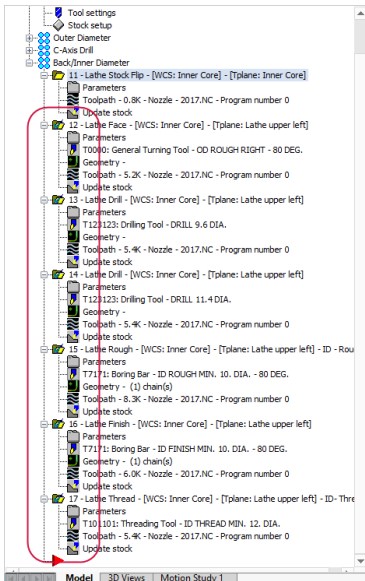 Tool settings
Stock setup
Outer Diameter
C-Axis Drill
Back/Inner Diameter
11 - Lathe Stock Flip - [WCS: Inner Core] - [Tplane: Inner Core]
Parameters
Toolpath - 0.8K - Nozzle - 2017.NC - Program number 0
Update stock
12 - Lathe Face - [WCS: Inner Core] - [Tplane: Lathe upper left]
Parameters
T0000: General Turning Tool - OD ROUGH RIGHT - 80 DEG.
Geometry -
Toolpath - 5.2K - Nozzle - 2017.NC - Program number 0
Update stock
13 - Lathe Drill - [WCS: Inner Core] - [Tplane: Lathe upper left]
Parameters
T123123: Drilling Tool - DRILL 9.6 DIA.
Geometry -
Toolpath - 5.4K - Nozzle - 2017.NC - Program number 0
Update stock
14 - Lathe Drill - [WCS: Inner Core] - [Tplane: Lathe upper left]
Parameters
T123123: Drilling Tool - DRILL 11.4 DIA.
Geometry -
Toolpath - 5.4K - Nozzle - 2017.NC - Program number 0
Update stock
15 - Lathe Rough - [WCS: Inner Core] - [Tplane: Lathe upper left] - ID - Rou
Parameters
T7171: Boring Bar - ID ROUGH MIN. 10. DIA. - 80 DEG.
Geometry - (1) chain(s)
Toolpath - 8.3K - Nozzle - 2017.NC - Program number 0
Update stock
16 - Lathe Finish - [WCS: Inner Core] - [Tplane: Lathe upper left]
Parameters
T7171: Boring Bar - ID FINISH MIN. 10. DIA. - 80 DEG.
Geometry - (1) chain(s)
Toolpath - 6.0K - Nozzle - 2017.NC - Program number 0
Update stock
17 - Lathe Thread - [WCS: Inner Core] - [Tplane: Lathe upper left] - ID- Thre
Parameters
T101101: Threading Tool - ID THREAD MIN. 12. DIA.
Toolpath - 5.4K - Nozzle - 2017.NC - Program number 0
Update stock
Model 3D Views Motion Study 1